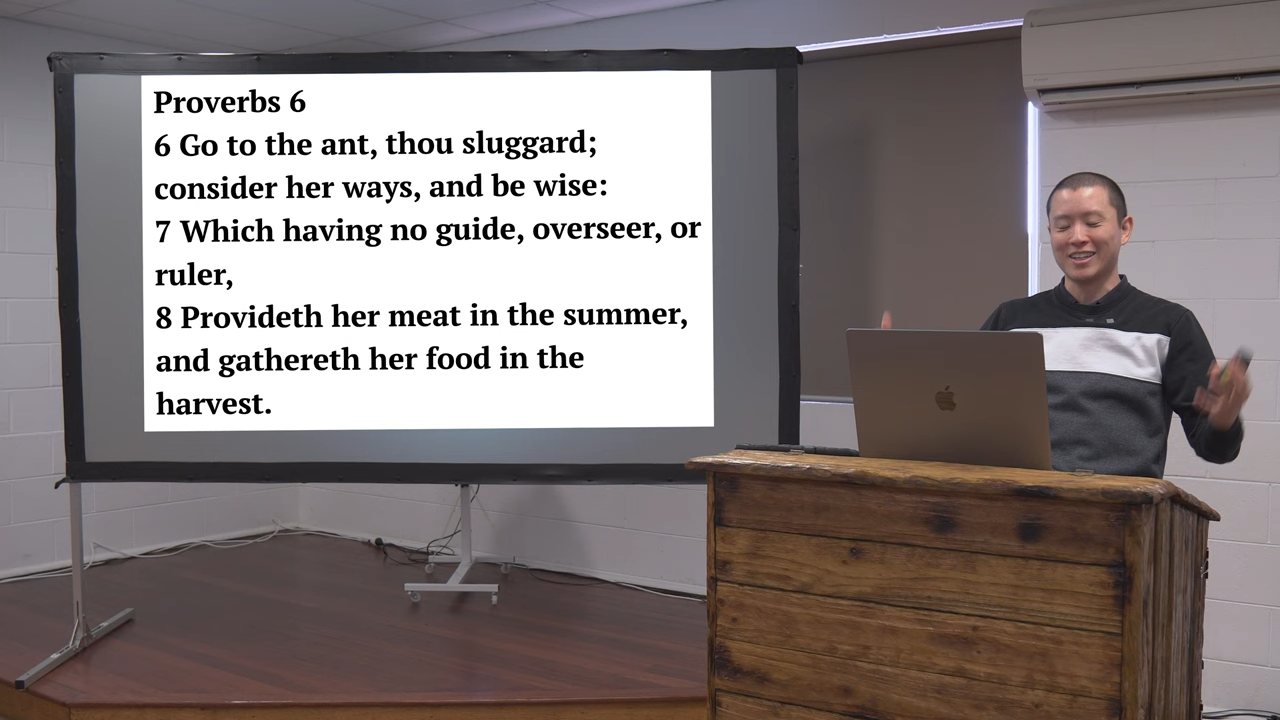 Proverbs 6
6 Go to the ant, thou sluggard;
consider her ways, and be wise:
7 Which having no guide, overseer, or
ruler,
8 Provideth her meat in the summer,
and gathereth her food in the
harvest.